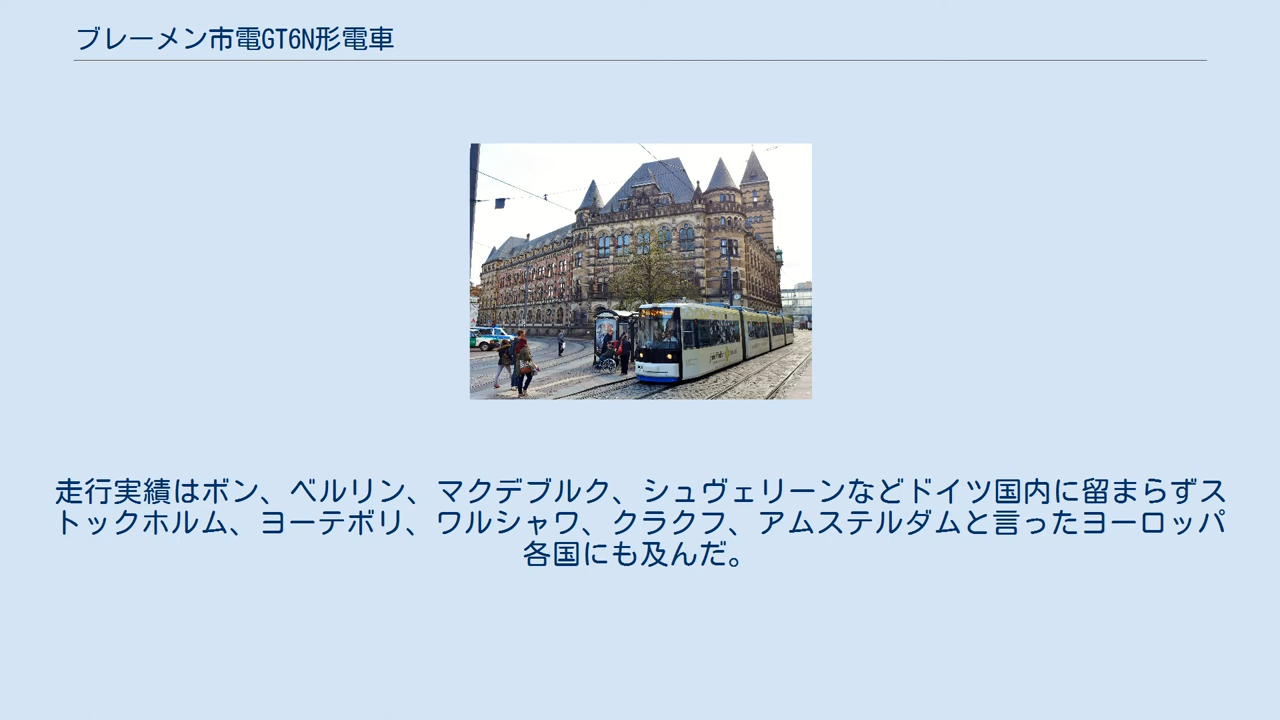 ブレーメン市電GT6N形電車
走行実績はボン、ベルリン、マクデブルク、シュヴェリーンなどドイツ国内に留まらずス
トックホルム、ヨーテボリ、ワルシャワ、クラクフ、アムステルダムと言ったヨーロッパ
各国にも及んだ。